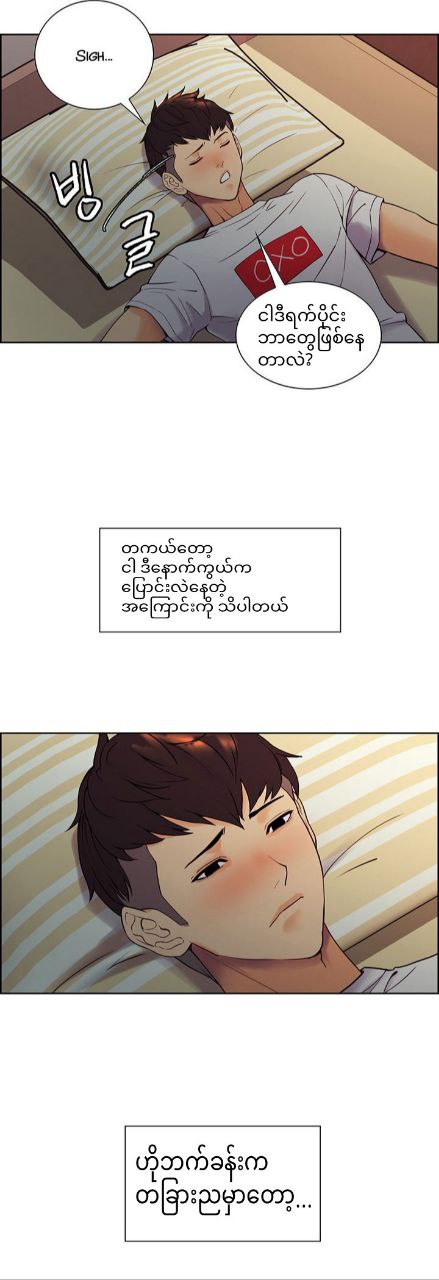 SIGH...
빙글
OXO
ငါဒီရက်ပိုင်း
ဘာတွေဖြစ်နေ
တာလဲ?
တကယ်တော့
ငါ ဒီနောက်ကွယ်က
ပြောင်းလဲနေတဲ့
အကြောင်းကို သိပါတယ်
ဟိုဘက်ခန်းက
တခြားညမှာတော့...